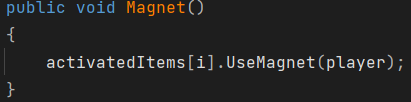 public void Magnet()
{
    activatedItems[i].UseMagnet(player);
}